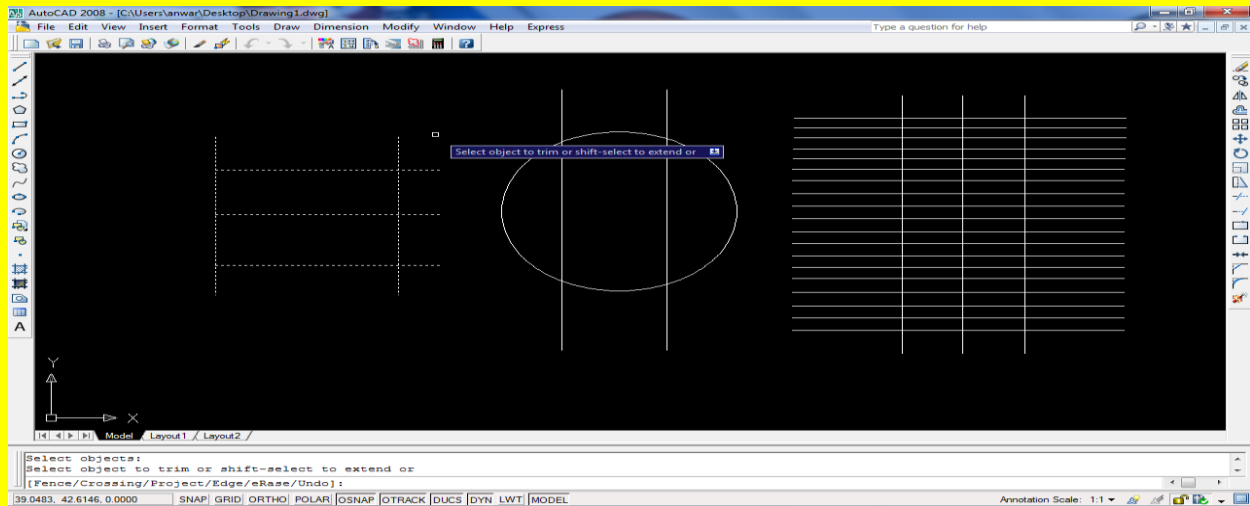 AutoCAD 2008 - [C:\Users\anwar\Desktop\Drawing1.dwg]
File Edit View Insert Format Tools Draw Dimension Modify Window Help Express Type a question for help
Select object to trim or shift-select to extend or
A
Y
X
Model Layout1 Layout2
Select objects:
Select object to trim or shift-select to extend or
[Fence/Crossing/Project/Edge/eRase/Undo]:
39.0483, 42.6146, 0.0000 SNAP GRID ORTHO POLAR OSNAP OTRACK DUCS DYN LWT MODEL Annotation Scale: 1:1